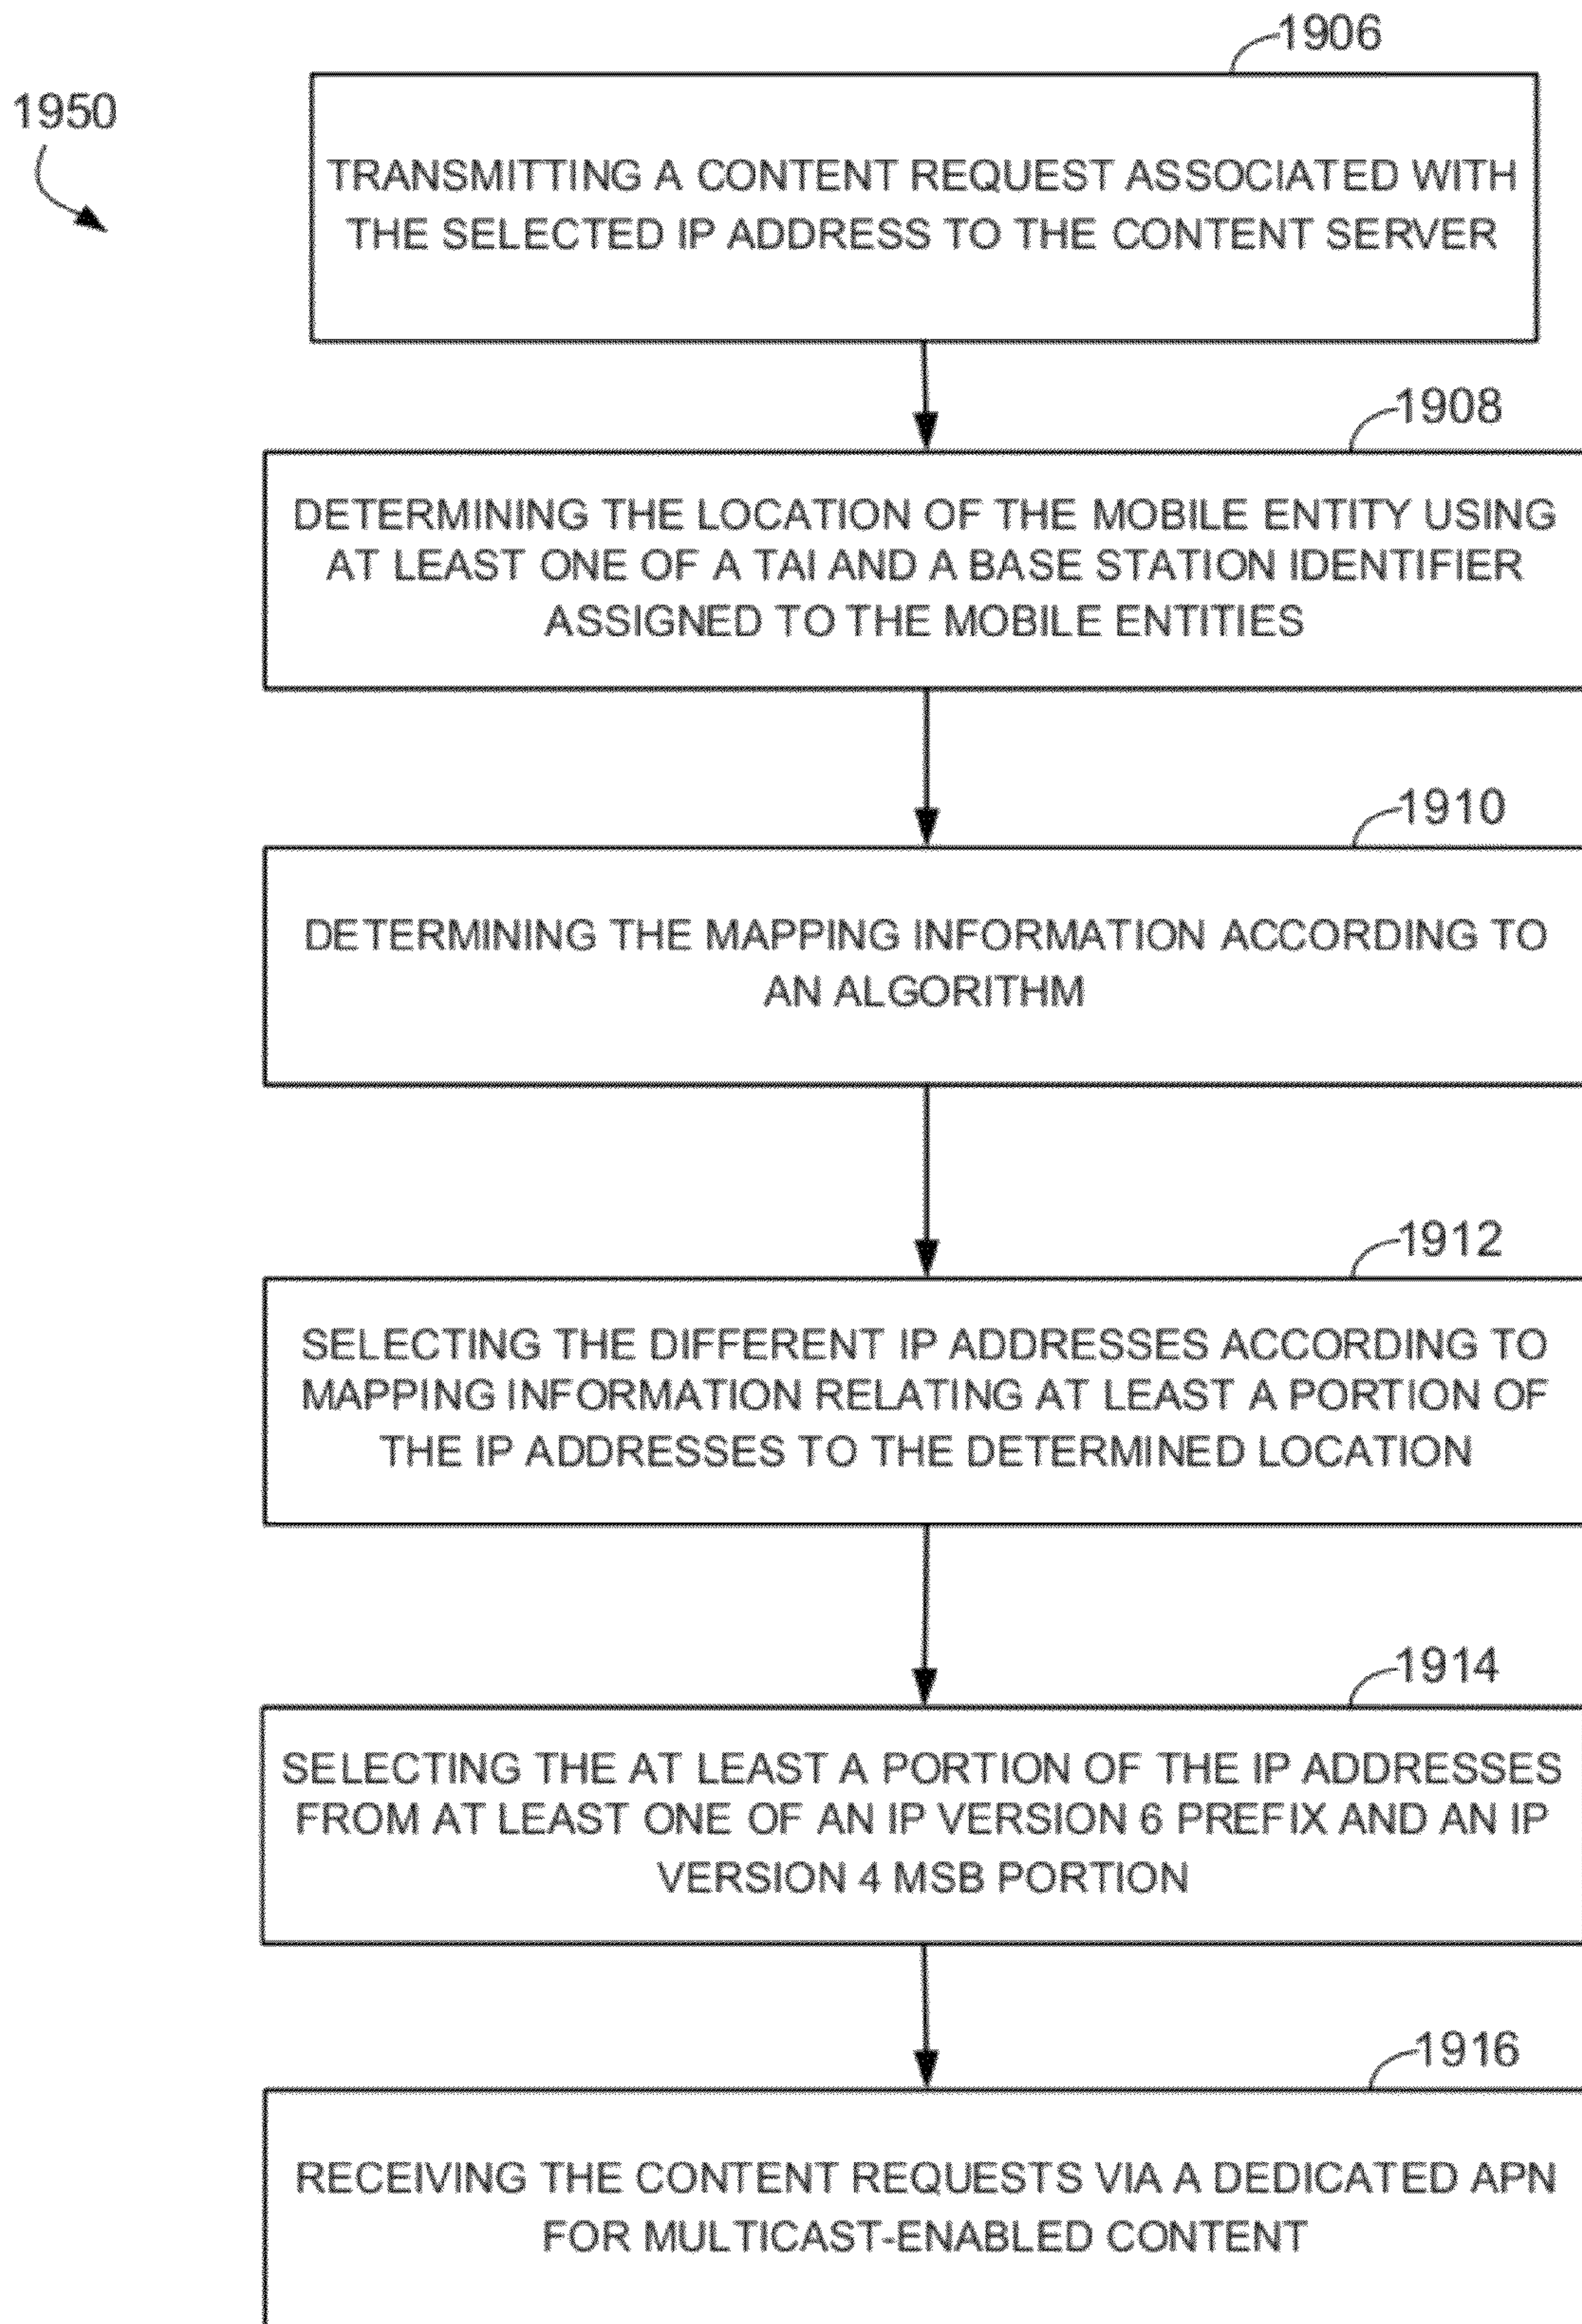 1950
1906
TRANSMITTING A CONTENT REQUEST ASSOCIATED WITH
THE SELECTED IP ADDRESS TO THE CONTENT SERVER
1908
DETERMINING THE LOCATION OF THE MOBILE ENTITY USING
AT LEAST ONE OF A TAI AND A BASE STATION IDENTIFIER
ASSIGNED TO THE MOBILE ENTITIES
1910
DETERMINING THE MAPPING INFORMATION ACCORDING TO
AN ALGORITHM
1912
SELECTING THE DIFFERENT IP ADDRESSES ACCORDING TO
MAPPING INFORMATION RELATING AT LEAST A PORTION OF
THE IP ADDRESSES TO THE DETERMINED LOCATION
1914
SELECTING THE AT LEAST A PORTION OF THE IP ADDRESSES
FROM AT LEAST ONE OF AN IP VERSION 6 PREFIX AND AN IP
VERSION 4 MSB PORTION
1916
RECEIVING THE CONTENT REQUESTS VIA A DEDICATED APN
FOR MULTICAST-ENABLED CONTENT